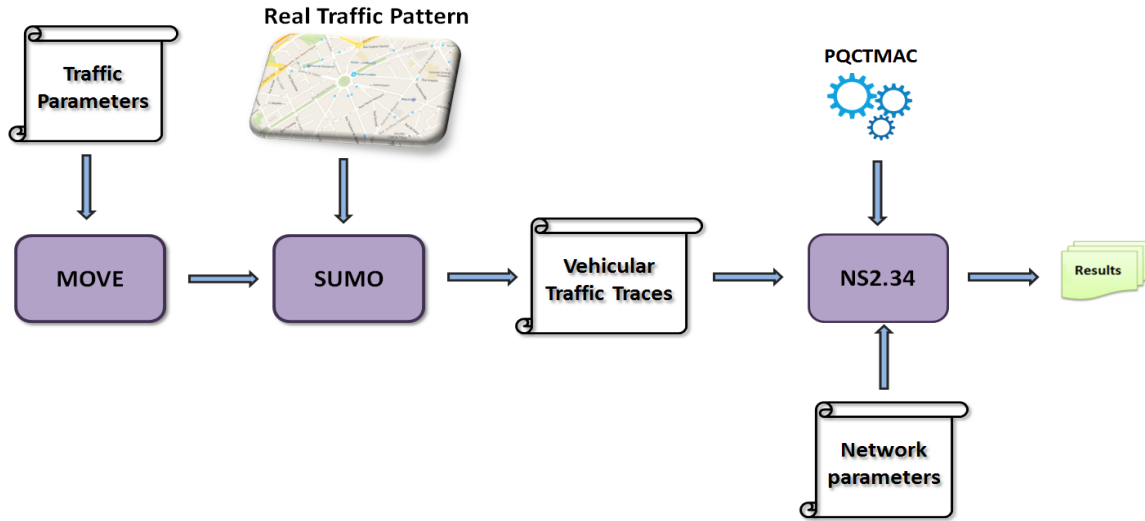 Real Traffic Pattern
Traffic
Parameters
PQCTMAC
MOVE
SUMO
Vehicular
Traffic Traces
NS2.34
Results
Network
parameters